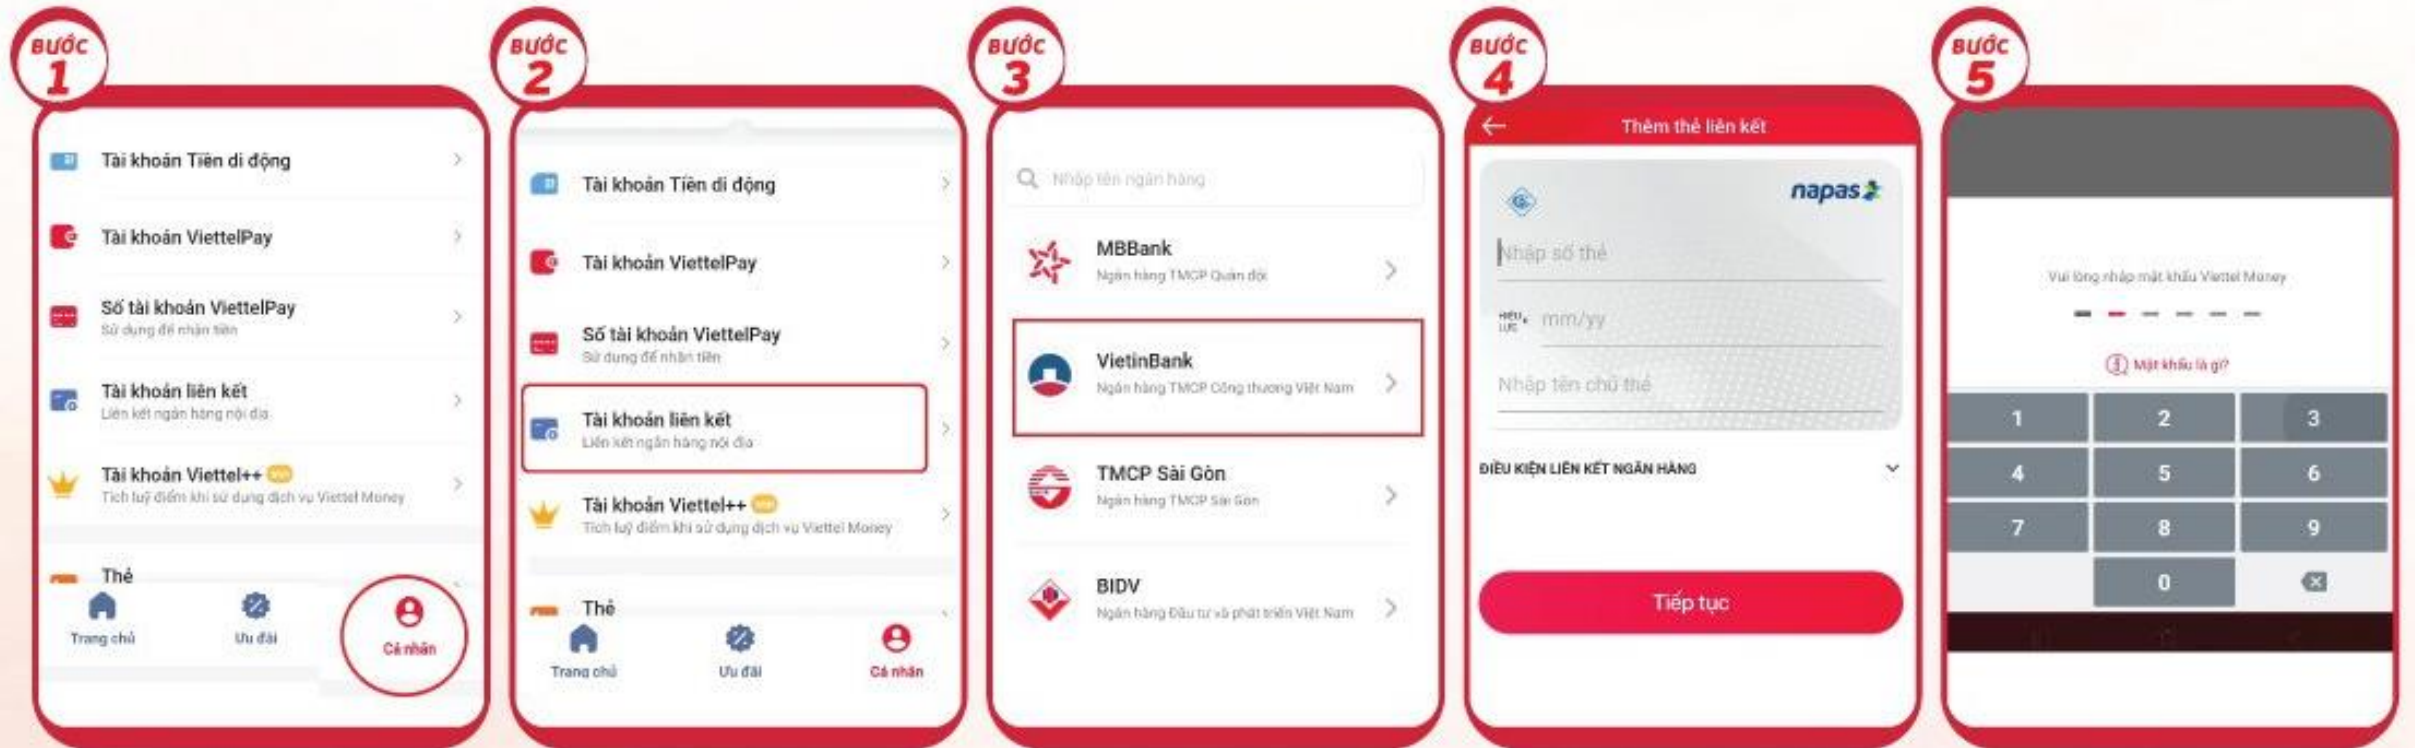 BƯỚC
1
Tài khoản Tiền di động
Tài khoản ViettelPay
Số tài khoản ViettelPay
Sử dụng để nhận tiền
Tài khoản liên kết
Liên kết ngân hàng nội địa
Tài khoản Viettel++
Tích luỹ điểm khi sử dụng dịch vụ Viettel Money
Thẻ
Trang chủ
Ưu đãi
Cá nhân
BƯỚC
2
Tài khoản Tiền di động
Tài khoản ViettelPay
Số tài khoản ViettelPay
Sử dụng để nhận tiền
Tài khoản liên kết
Liên kết ngân hàng nội địa
Tài khoản Viettel++
Tích luỹ điểm khi sử dụng dịch vụ Viettel Money
Thẻ
Trang chủ
Ưu đãi
Cá nhân
BƯỚC
3
Nhập tên ngân hàng
MBBank
Ngân hàng TMCP Quân đội
VietinBank
Ngân hàng TMCP Công thương Việt Nam
TMCP Sài Gòn
Ngân hàng TMCP Sài Gòn
BIDV
Ngân hàng Đầu tư và phát triển Việt Nam
BƯỚC
4
Thêm thẻ liên kết
napas
Nhập số thẻ
HIỆU
LỰC
mm/yy
Nhập tên chủ thẻ
ĐIỀU KIỆN LIÊN KẾT NGÂN HÀNG
Tiếp tục
BƯỚC
5
Vui lòng nhập mật khẩu Viettel Money
Mật khẩu là gì?
1 2 3
4 5 6
7 8 9
0